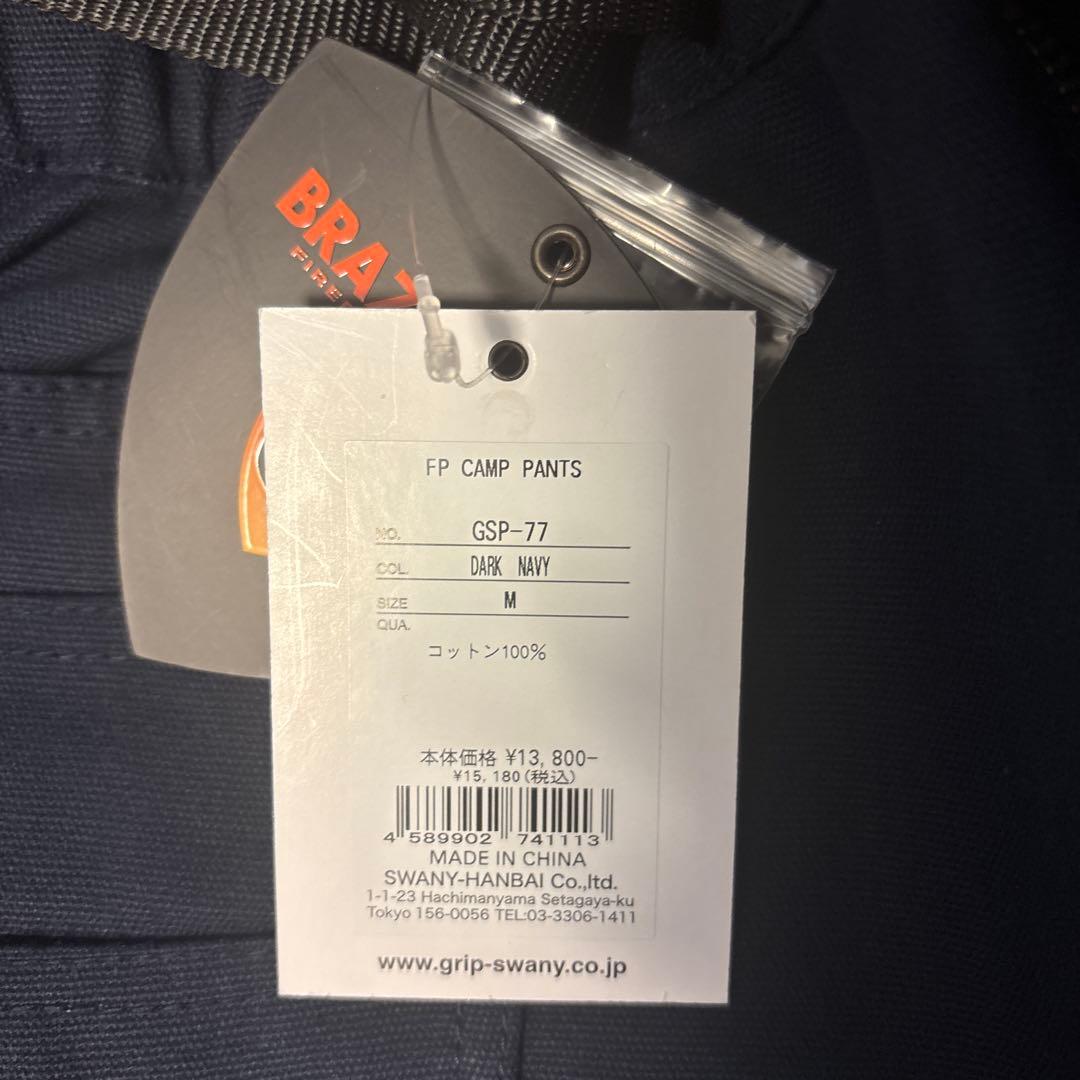 BRAZ
FIRE
FP CAMP PANTS
NO. GSP-77
COL. DARK NAVY
SIZE M
QUA.
コットン100%
本体価格 ¥13,800-
¥15,180(税込)
4 589902 741113
MADE IN CHINA
SWANY-HANBAI Co.,ltd.
1-1-23 Hachimanyama Setagaya-ku
Tokyo 156-0056 TEL:03-3306-1411
www.grip-swany.co.jp